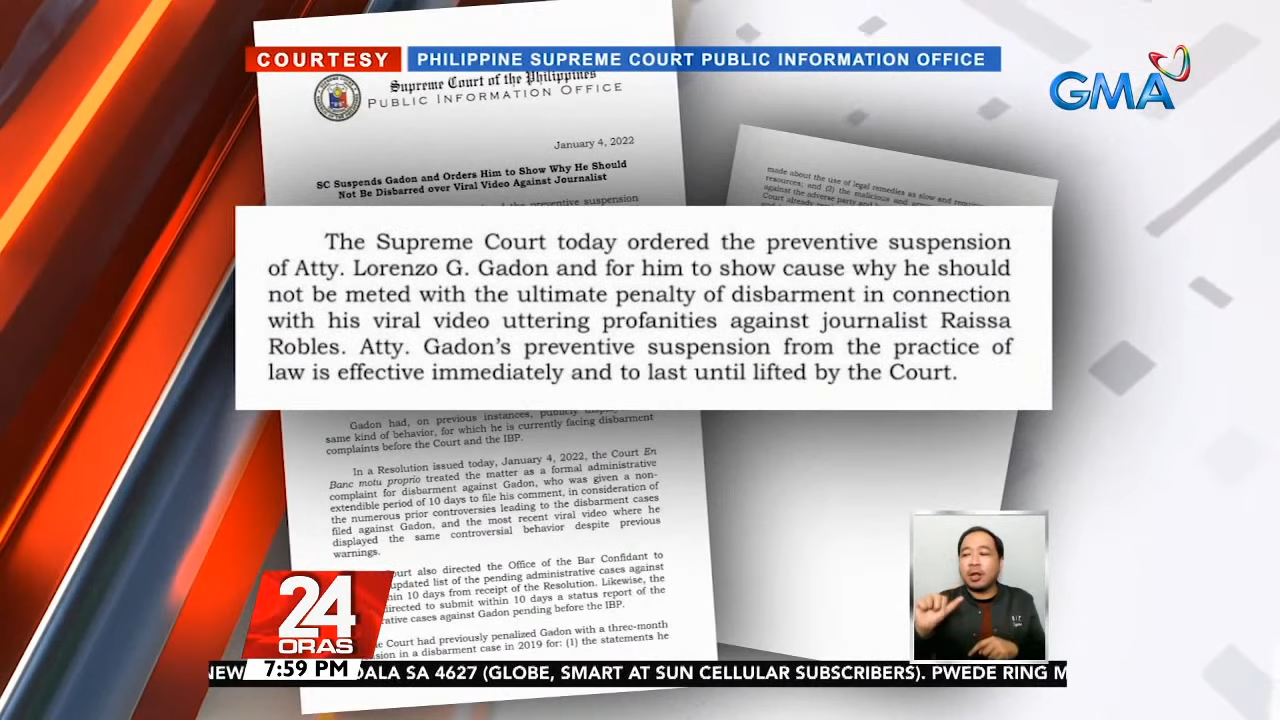 COURTESY PHILIPPINE SUPREME COURT PUBLIC INFORMATION OFFICE
GMA
Supreme Court of the Philippines
PUBLIC INFORMATION OFFICE
January 4, 2022
SC Suspends Gadon and Orders Him to Show Why He Should
Not Be Disbarred over Viral Video Against Journalist
preventive suspension
made about the use of legal remedies as slow and
resources; and (2) the malicious and
against the adverse party and
Court already
The Supreme Court today ordered the preventive suspension
of Atty. Lorenzo G. Gadon and for him to show cause why he should
not be meted with the ultimate penalty of disbarment in connection
with his viral video uttering profanities against journalist Raissa
Robles. Atty. Gadon's preventive suspension from the practice of
law is effective immediately and to last until lifted by the Court.
Gadon had, on previous instances, publicly
same kind of behavior, for which he is currently facing disbarment
complaints before the Court and the IBP.
In a Resolution issued today, January 4, 2022, the Court En
Banc motu proprio treated the matter as a formal administrative
complaint for disbarment against Gadon, who was given a non-
extendible period of 10 days to file his comment, in consideration of
the numerous prior controversies leading to the disbarment cases
filed against Gadon, and the most recent viral video where he
displayed the same controversial behavior despite previous
warnings.
ourt also directed the Office of the Bar Confidant to
updated list of the pending administrative cases against
hin 10 days from receipt of the Resolution. Likewise, the
directed to submit within 10 days a status report of the
rative cases against Gadon pending before the IBP.
e Court had previously penalized Gadon with a three-month
sion in a disbarment case in 2019 for: (1) the statements he
24
ORAS
7:59 PM
NEW DALA SA 4627 (GLOBE, SMART AT SUN CELLULAR SUBSCRIBERS). PWEDE RING M